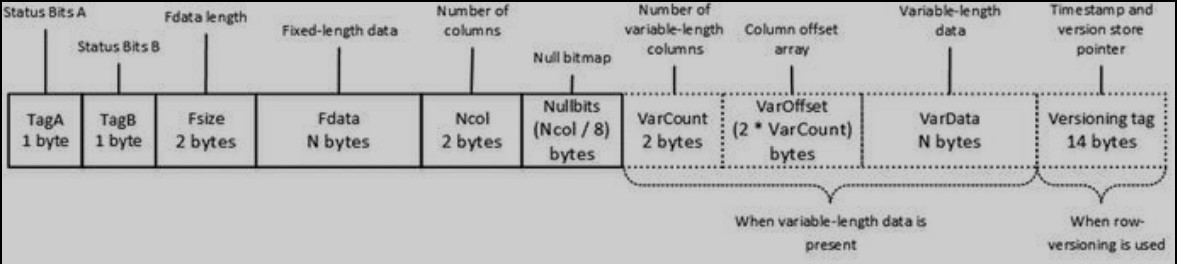 Status Bits A
Status Bits B
Fdata length
Fixed-length data
Number of
columns
Null bitmap
Number of
variable-length
columns
Column offset
array
Variable-length
data
Timestamp and
version store
pointer
TagA
1 byte
TagB
1 byte
Fsize
2 bytes
Fdata
N bytes
Ncol
2 bytes
Nullbits
(Ncol / 8)
bytes
VarCount
2 bytes
VarOffset
(2 * VarCount)
bytes
VarData
N bytes
Versioning tag
14 bytes
When variable-length data is
present
When row-
versioning is used